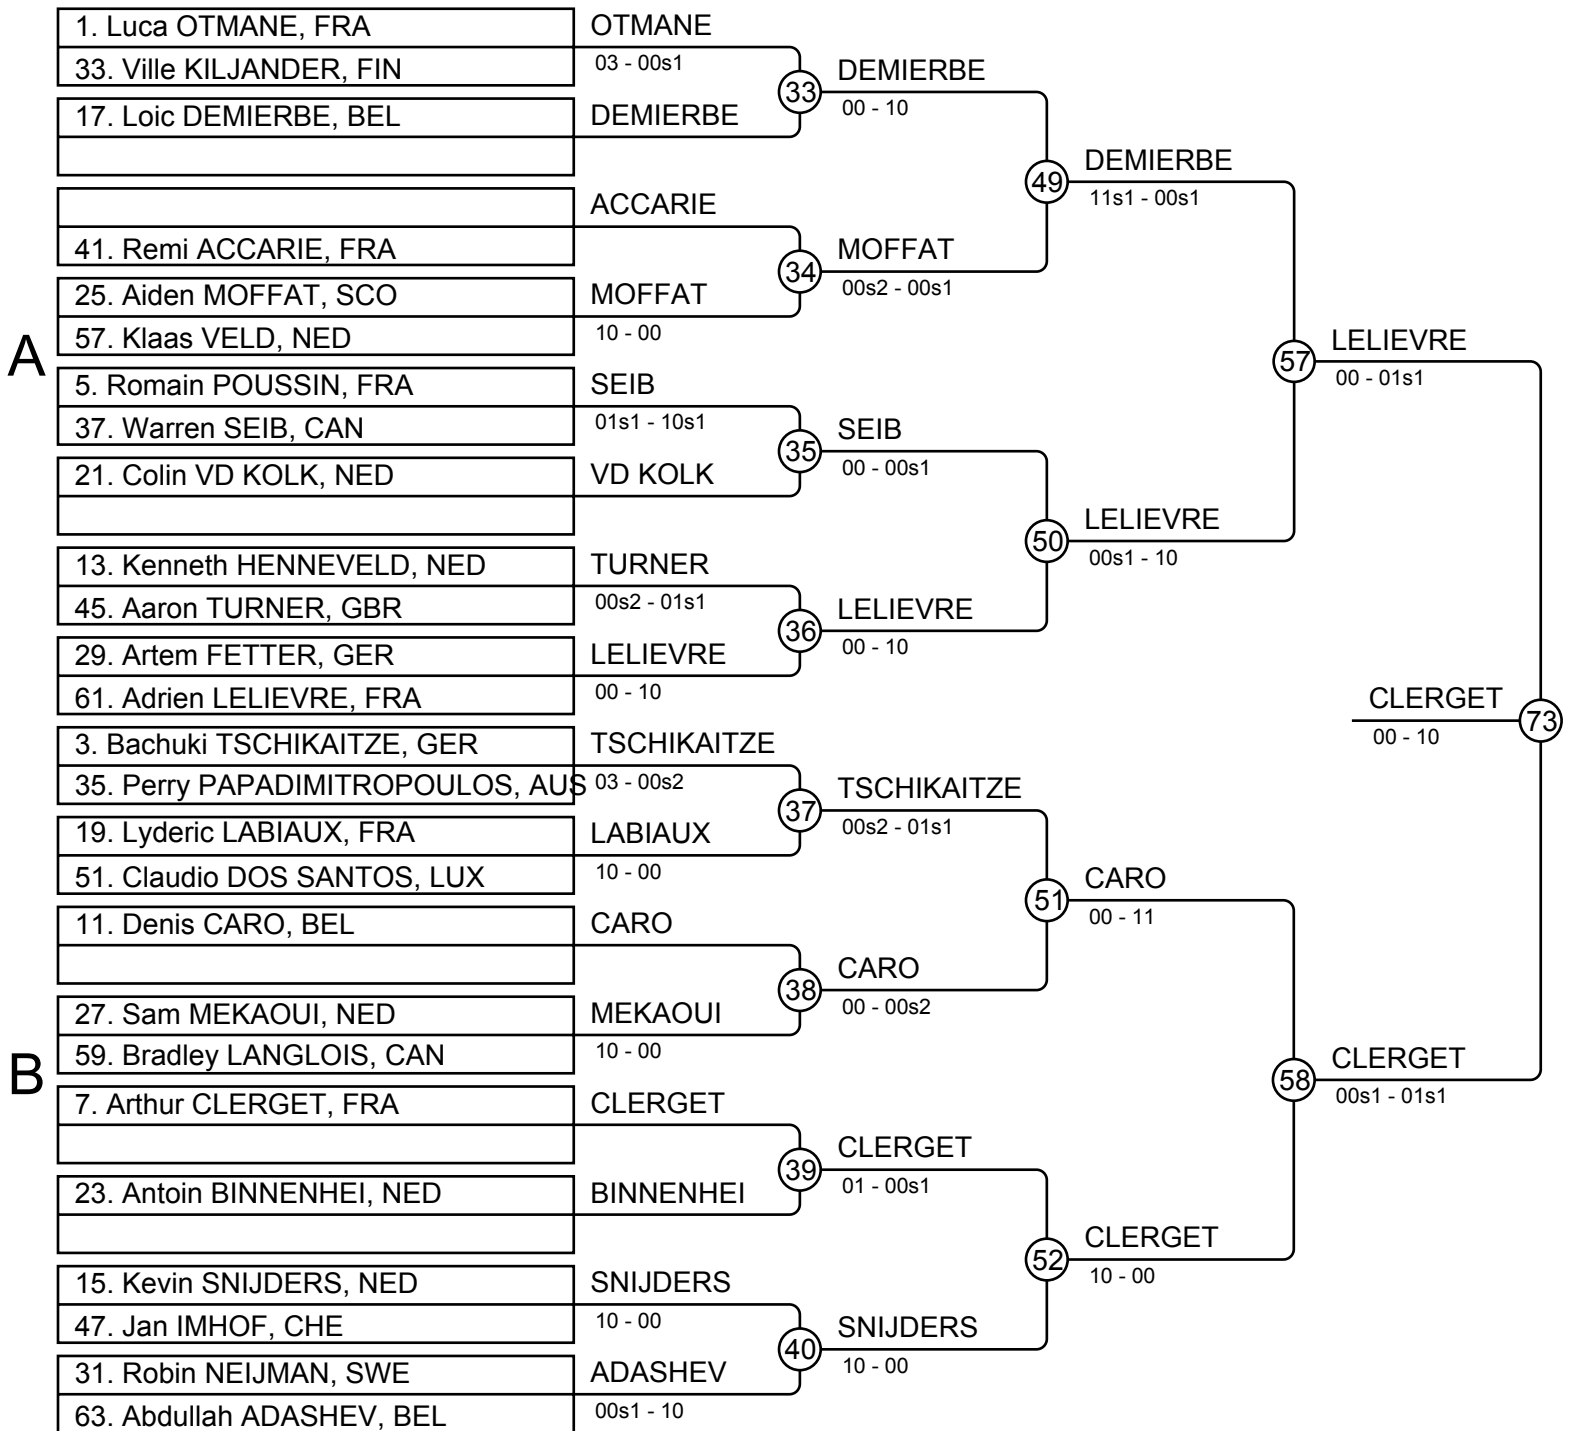 1. Luca OTMANE, FRA
33. Ville KILJANDER, FIN
17. Loic DEMIERBE, BEL
41. Remi ACCARIE, FRA
25. Aiden MOFFAT, SCO
57. Klaas VELD, NED
A
5. Romain POUSSIN, FRA
37. Warren SEIB, CAN
21. Colin VD KOLK, NED
13. Kenneth HENNEVELD, NED
45. Aaron TURNER, GBR
29. Artem FETTER, GER
61. Adrien LELIEVRE, FRA
3. Bachuki TSCHIKAITZE, GER
35. Perry PAPADIMITROPOULOS, AUS
19. Lyderic LABIAUX, FRA
51. Claudio DOS SANTOS, LUX
11. Denis CARO, BEL
27. Sam MEKAOUI, NED
59. Bradley LANGLOIS, CAN
B
7. Arthur CLERGET, FRA
23. Antoin BINNENHEI, NED
15. Kevin SNIJDERS, NED
47. Jan IMHOF, CHE
31. Robin NEIJMAN, SWE
63. Abdullah ADASHEV, BEL
OTMANE
03 - 00s1
DEMIERBE
ACCARIE
MOFFAT
10 - 00
SEIB
01s1 - 10s1
VD KOLK
TURNER
00s2 - 01s1
LELIEVRE
00 - 10
TSCHIKAITZE
03 - 00s2
LABIAUX
10 - 00
CARO
MEKAOUI
10 - 00
CLERGET
BINNENHEI
SNIJDERS
10 - 00
ADASHEV
00s1 - 10
33
DEMIERBE
00 - 10
34
MOFFAT
00s2 - 00s1
35
SEIB
00 - 00s1
36
LELIEVRE
00 - 10
37
TSCHIKAITZE
00s2 - 01s1
38
CARO
00 - 00s2
39
CLERGET
01 - 00s1
40
SNIJDERS
10 - 00
49
DEMIERBE
11s1 - 00s1
50
LELIEVRE
00s1 - 10
51
CARO
00 - 11
52
CLERGET
10 - 00
57
LELIEVRE
00 - 01s1
58
CLERGET
00s1 - 01s1
CLERGET
73
00 - 10